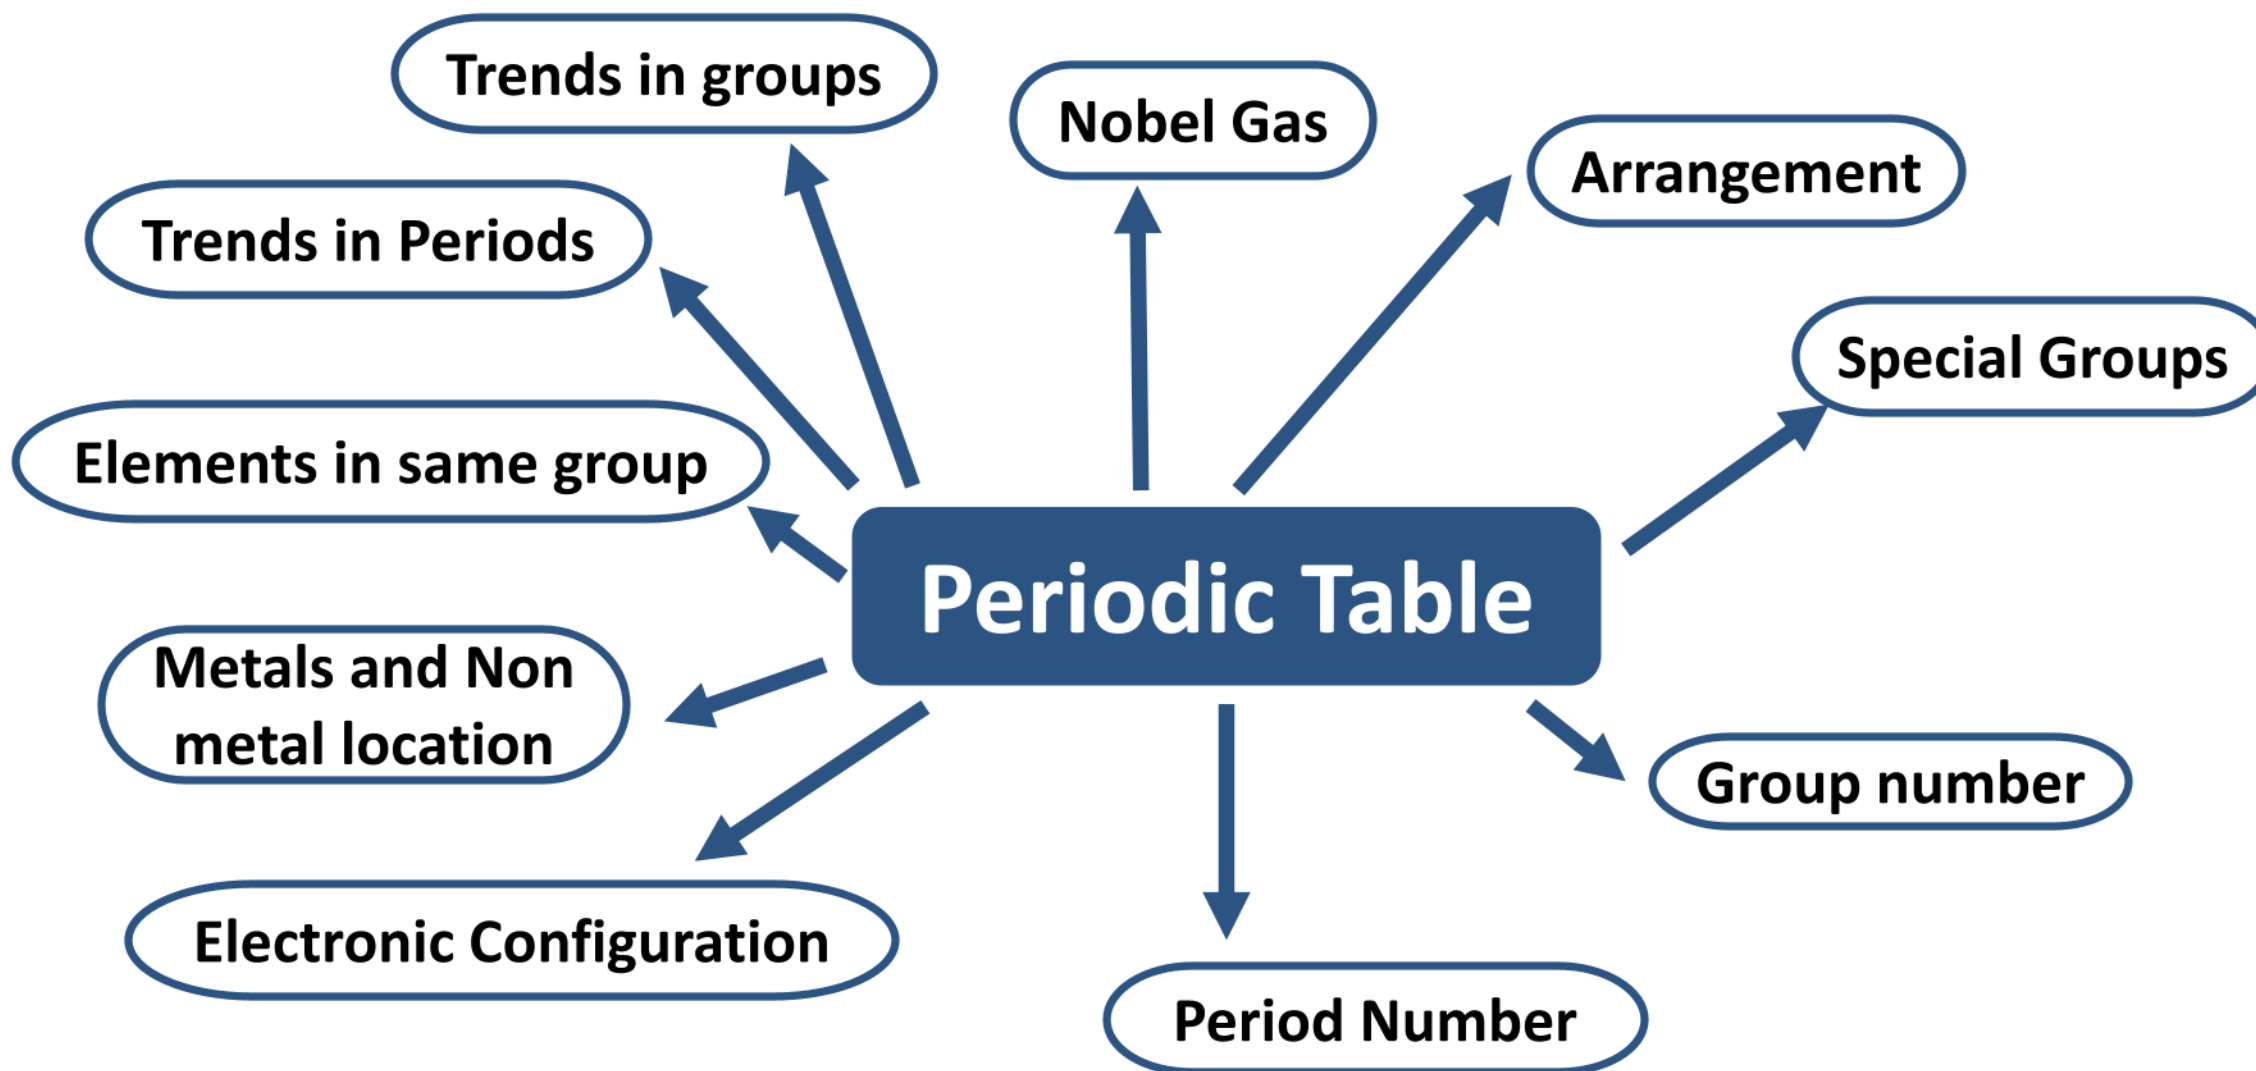 Trends in groups
Nobel Gas
Arrangement
Trends in Periods
Special Groups
Elements in same group
Periodic Table
Metals and Non
metal location
Group number
Electronic Configuration
Period Number